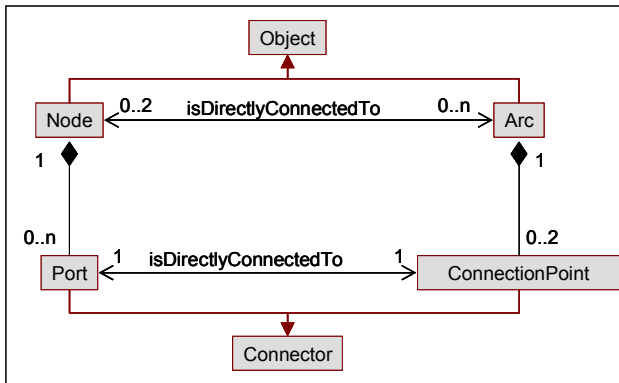 Object
0..2 isDirectlyConnectedTo 0..n
Node Arc
1 1
0..n 0..2
1 isDirectlyConnectedTo 1
Port ConnectionPoint
Connector